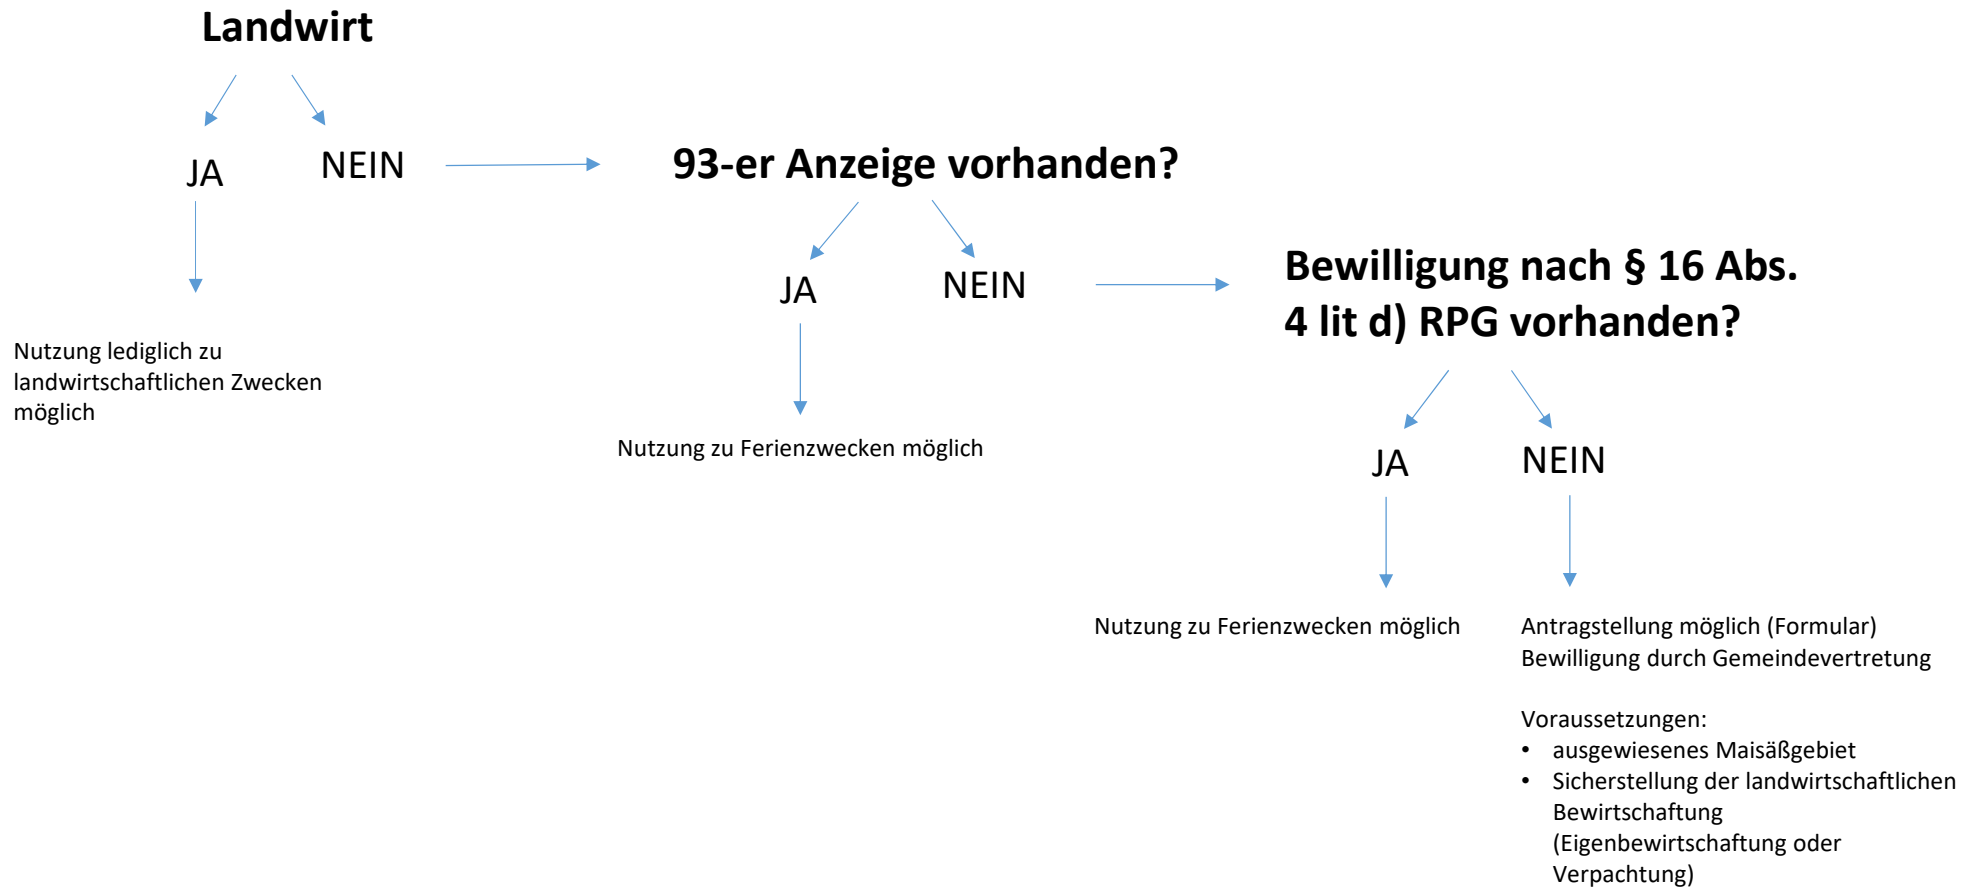 Landwirt
JA
NEIN
Nutzung lediglich zu
landwirtschaftlichen Zwecken
möglich
93-er Anzeige vorhanden?
JA
NEIN
Nutzung zu Ferienzwecken möglich
Bewilligung nach § 16 Abs.
4 lit d) RPG vorhanden?
JA
NEIN
Nutzung zu Ferienzwecken möglich
Antragstellung möglich (Formular)
Bewilligung durch Gemeindevertretung
Voraussetzungen:
• ausgewiesenes Maisäßgebiet
• Sicherstellung der landwirtschaftlichen
Bewirtschaftung
(Eigenbewirtschaftung oder
Verpachtung)